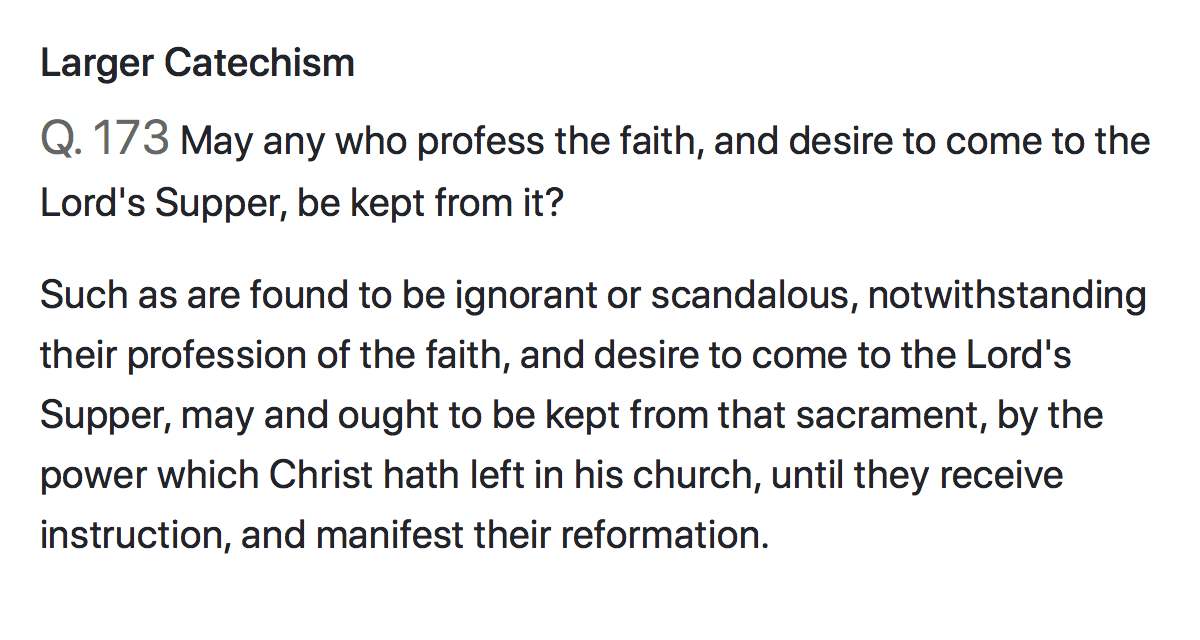 Larger Catechism
Q. 173 May any who profess the faith, and desire to come to the
Lord's Supper, be kept from it?
Such as are found to be ignorant or scandalous, notwithstanding
their profession of the faith, and desire to come to the Lord's
Supper, may and ought to be kept from that sacrament, by the
power which Christ hath left in his church, until they receive
instruction, and manifest their reformation.